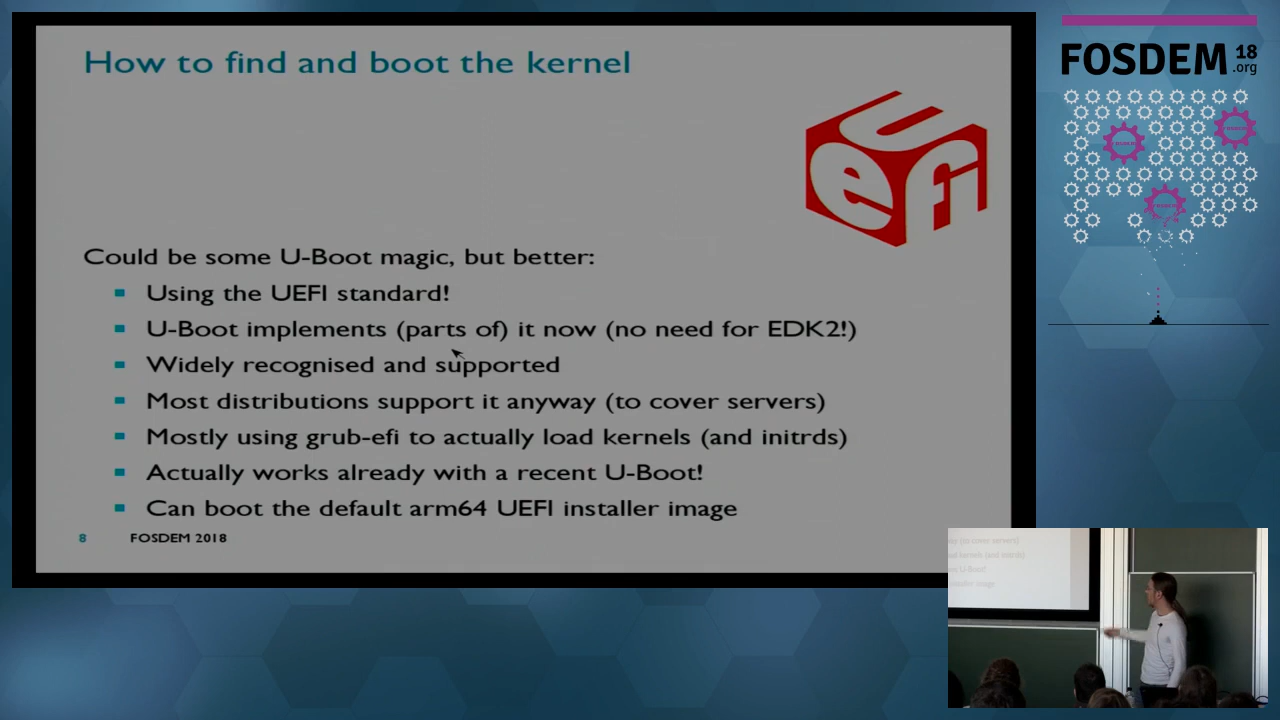 How to find and boot the kernel
uefi
Could be some U-Boot magic, but better:
Using the UEFI standard!
U-Boot implements (parts of) it now (no need for EDK2!)
Widely recognised and supported
Most distributions support it anyway (to cover servers)
Mostly using grub-efi to actually load kernels (and initrds)
Actually works already with a recent U-Boot!
Can boot the default arm64 UEFI installer image
8 FOSDEM 2018
FOSDEM 18 .org